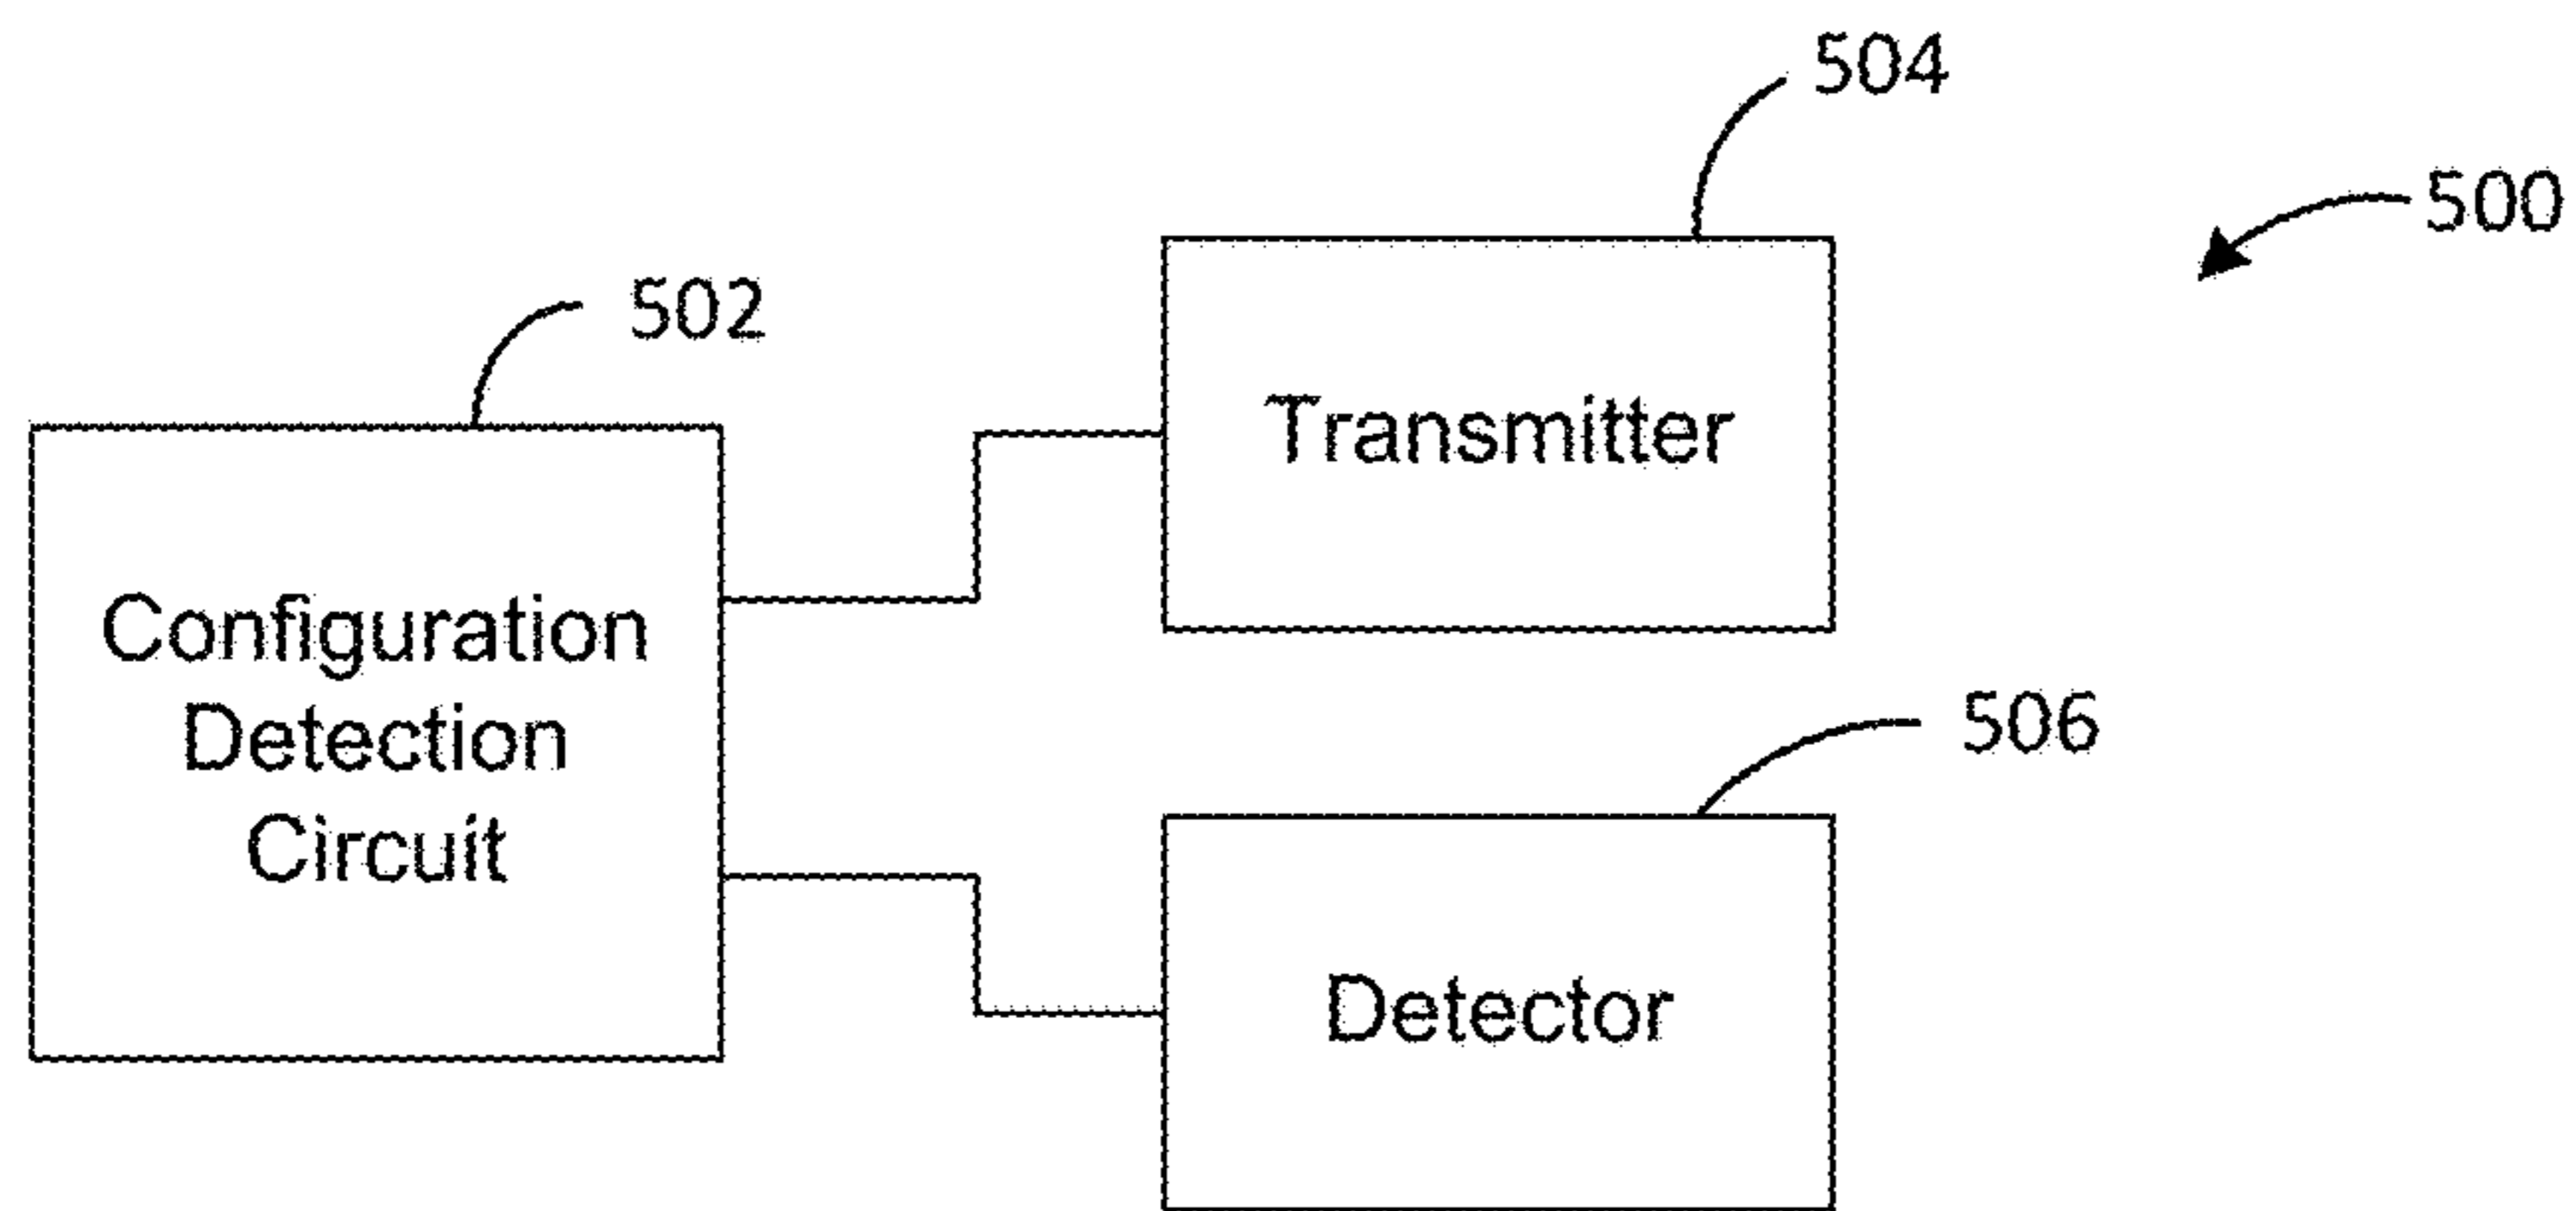 504
500
502
Transmitter
Configuration
Detection
Circuit
506
Detector